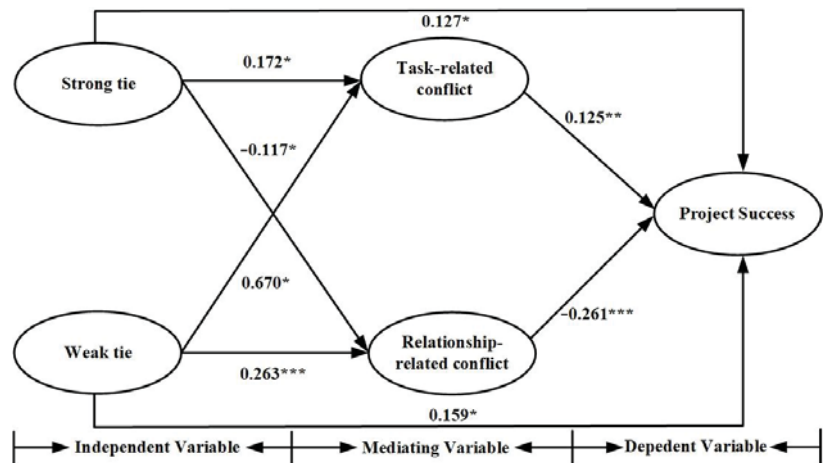 0.127*
Strong tie
0.172*
Task-related
conflict
-0.117*
0.125**
Project Success
0.670*
-0.261***
Weak tie
0.263***
Relationship-
related conflict
0.159*
Independent Variable
Mediating Variable
Depedent Variable